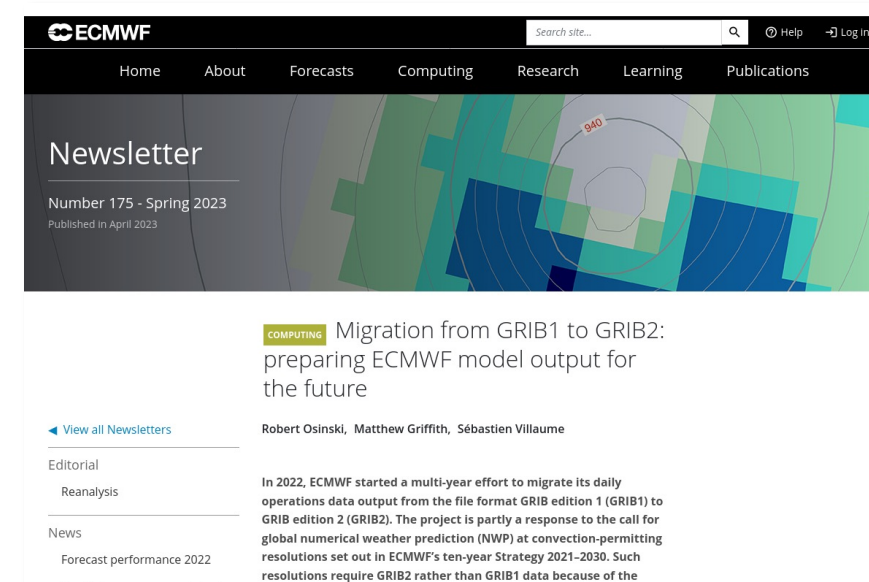 ECMWF
Search site...
Help
Log in
Home About Forecasts Computing Research Learning Publications
940
Newsletter
Number 175 - Spring 2023
Published in April 2023
COMPUTING Migration from GRIB1 to GRIB2:
preparing ECMWF model output for
the future
Robert Osinski, Matthew Griffith, Sébastien Villaume
◀ View all Newsletters
Editorial
Reanalysis
News
Forecast performance 2022
In 2022, ECMWF started a multi-year effort to migrate its daily
operations data output from the file format GRIB edition 1 (GRIB1) to
GRIB edition 2 (GRIB2). The project is partly a response to the call for
global numerical weather prediction (NWP) at convection-permitting
resolutions set out in ECMWF’s ten-year Strategy 2021–2030. Such
resolutions require GRIB2 rather than GRIB1 data because of the